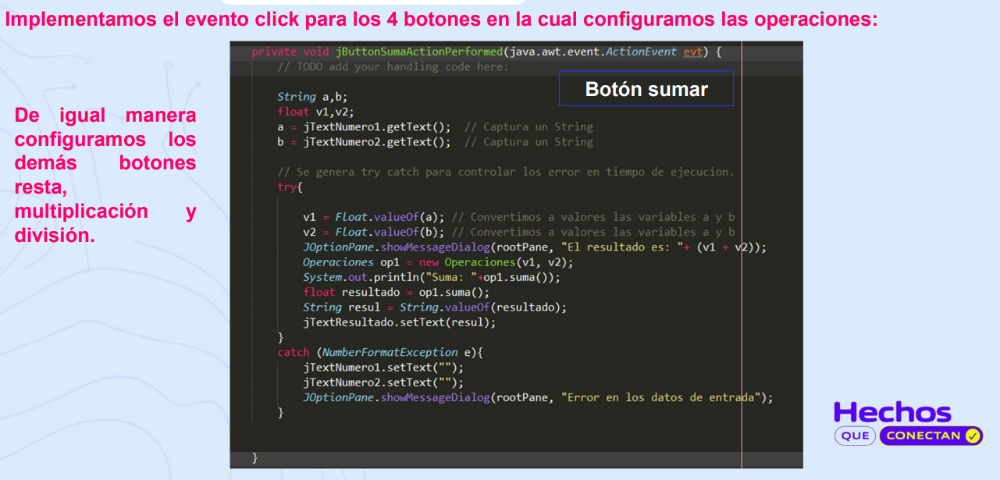 Implementamos el evento click para los 4 botones en la cual configuramos las operaciones:
De igual manera
configuramos los
demás botones
resta,
multiplicación y
división.
private void jButtonSumaActionPerformed(java.awt.event.ActionEvent evt) {
// TODO add your handling code here:
Botón sumar
String a,b;
float v1,v2;
a = jTextNumero1.getText(); // Captura un String
b = jTextNumero2.getText(); // Captura un String
// Se genera try catch para controlar los error en tiempo de ejecucion.
try{
v1 = Float.valueOf(a); // Convertimos a valores las variables a y b
v2 = Float.valueOf(b); // Convertimos a valores las variables a y b
JOptionPane.showMessageDialog(rootPane, "El resultado es: "+ (v1 + v2));
Operaciones op1 = new Operaciones(v1, v2);
System.out.println("Suma: "+op1.suma());
float resultado = op1.suma();
String resul = String.valueOf(resultado);
jTextResultado.setText(resul);
}
catch (NumberFormatException e){
jTextNumero1.setText("");
jTextNumero2.setText("");
JOptionPane.showMessageDialog(rootPane, "Error en los datos de entrada");
}
}
Hechos
QUE CONECTAN